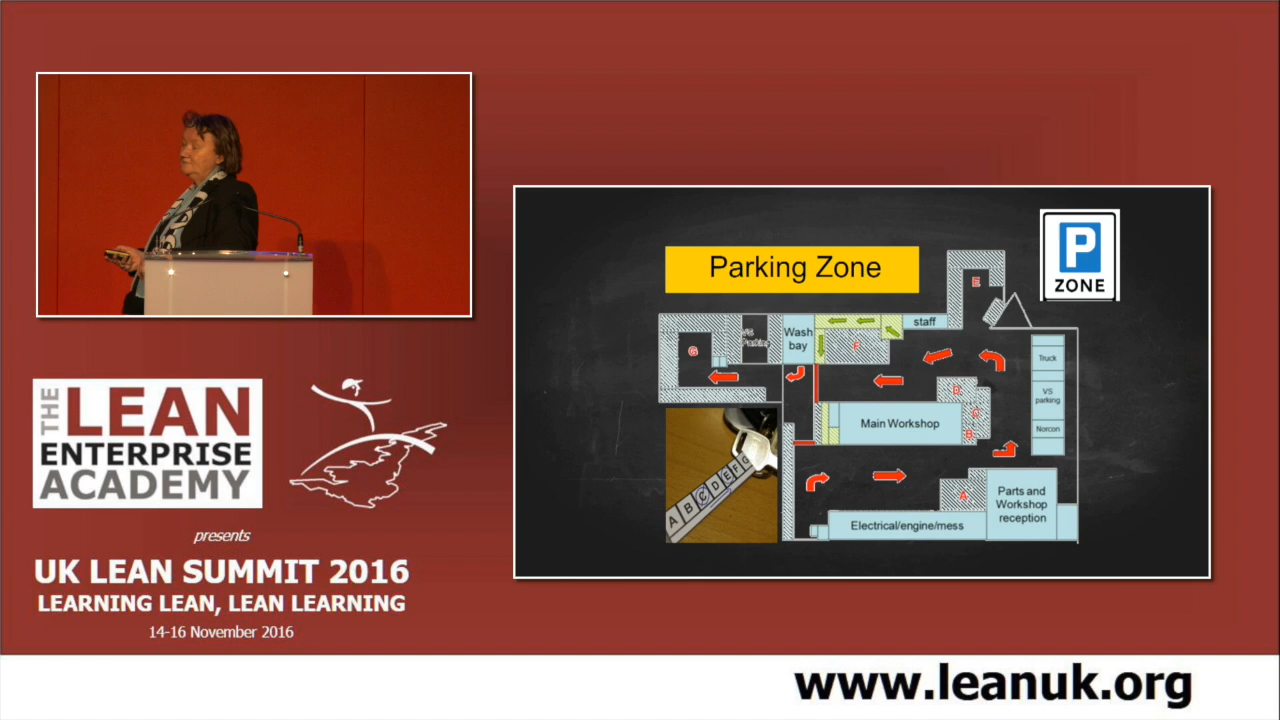 THE
LEAN
ENTERPRISE
ACADEMY
presents
UK LEAN SUMMIT 2016
LEARNING LEAN, LEAN LEARNING
14-16 November 2016
Parking Zone
P
ZONE
E
staff
Wash
bay
VS
Parking
F
G
Truck
VS
parking
Norcon
D
C
B
Main Workshop
A
Parts and
Workshop
reception
Electrical/engine/mess
A B C D E F G
www.leanuk.org